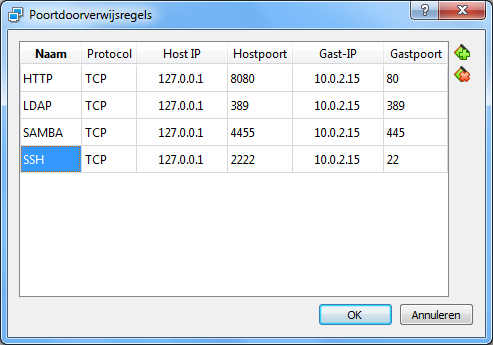 Poortdoorverwijsregels
Naam Protocol Host IP Hostpoort Gast-IP Gastpoort
HTTP TCP 127.0.0.1 8080 10.0.2.15 80
LDAP TCP 127.0.0.1 389 10.0.2.15 389
SAMBA TCP 127.0.0.1 4455 10.0.2.15 445
SSH TCP 127.0.0.1 2222 10.0.2.15 22
OK Annuleren